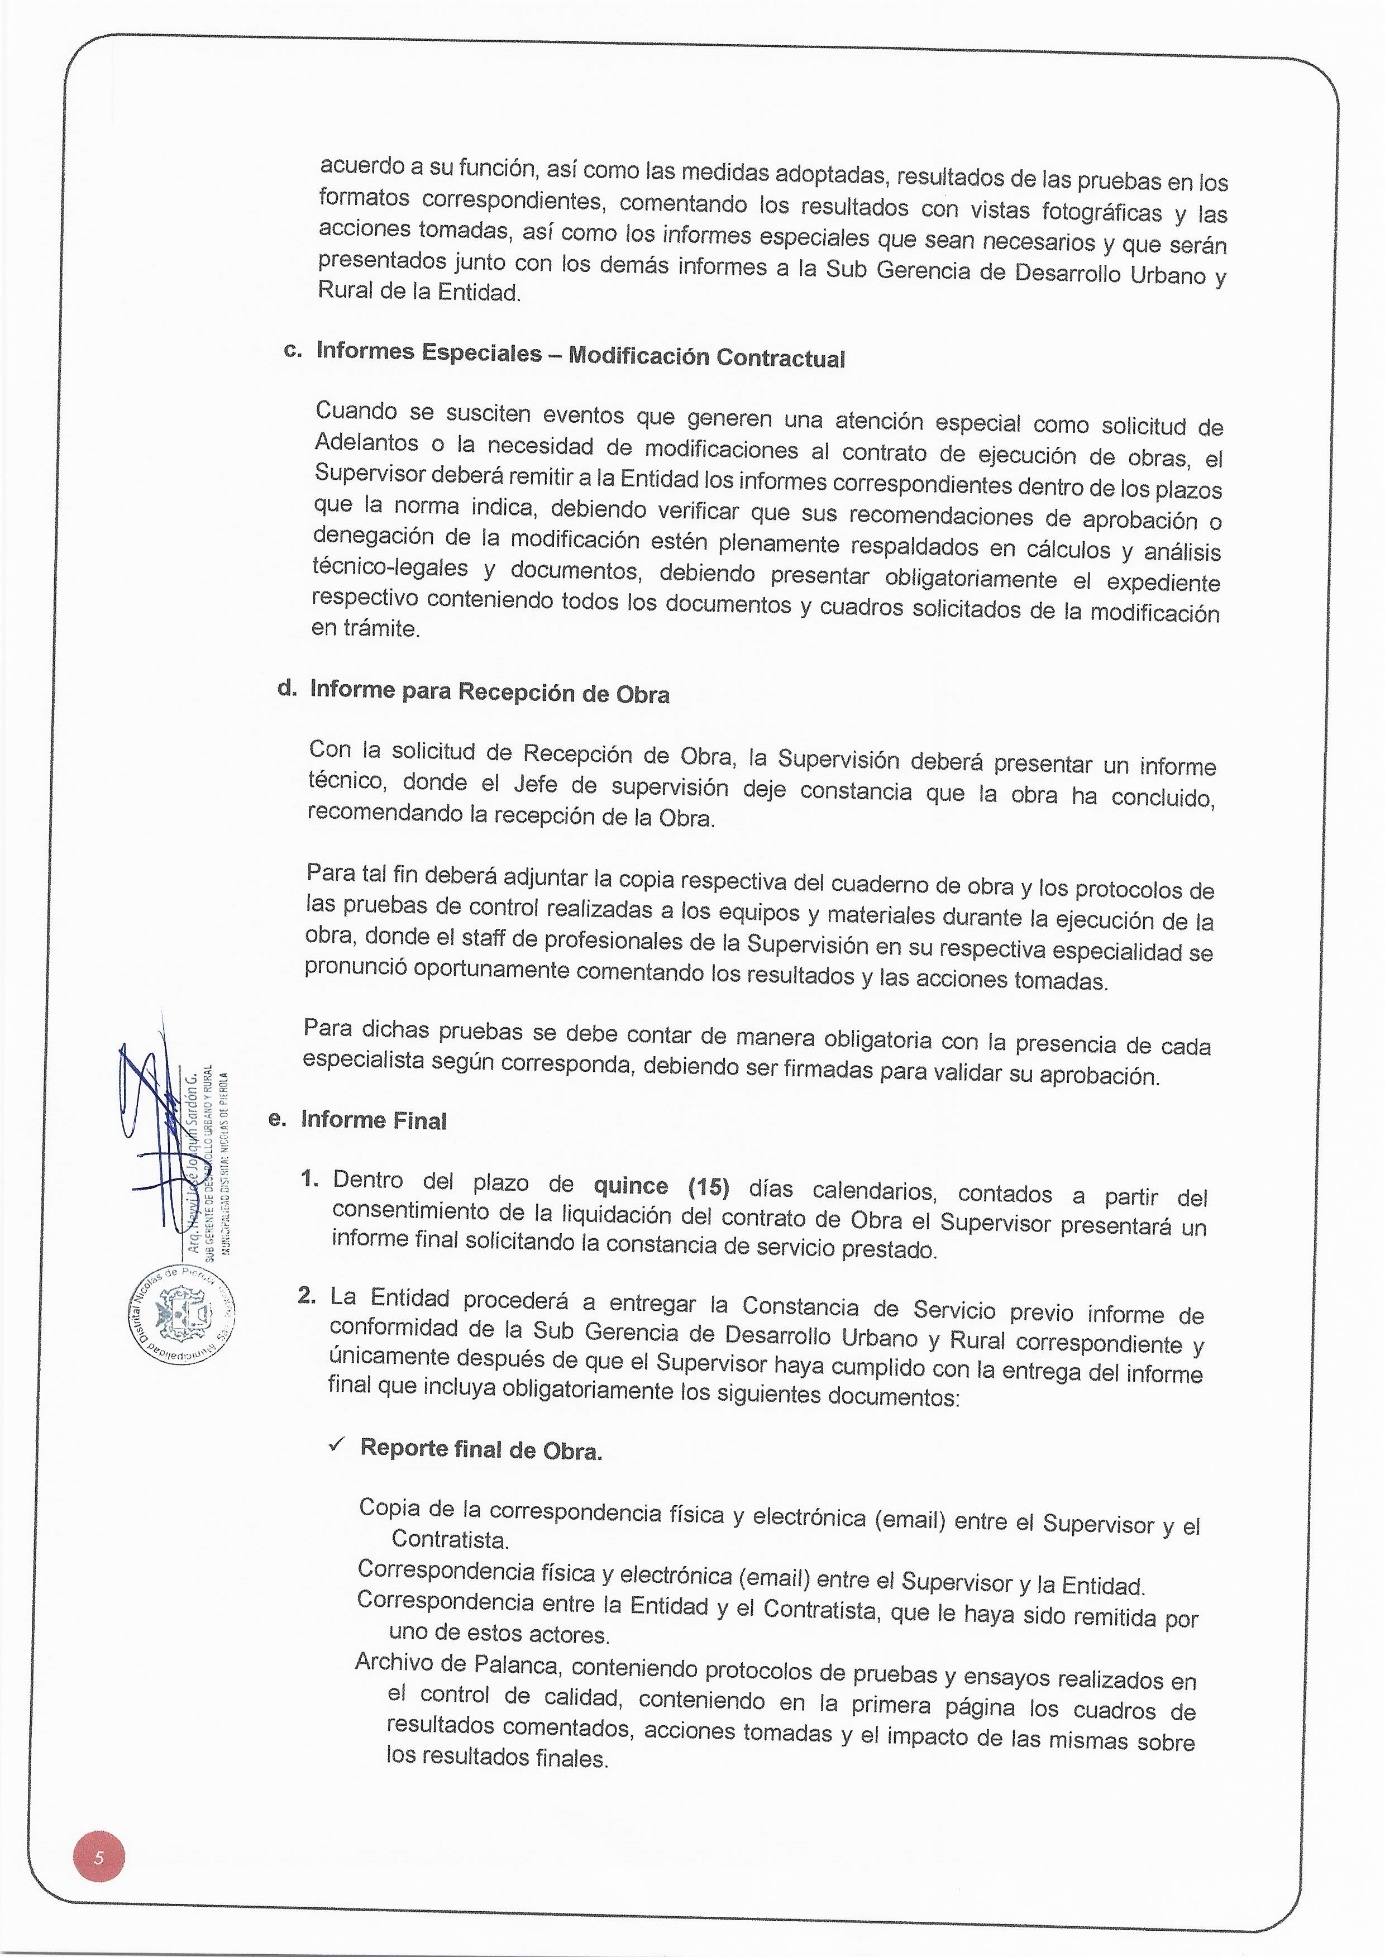 acuerdo a su función, así como las medidas adoptadas, resultados de las pruebas en los
formatos correspondientes, comentando los resultados con vistas fotográficas y las
acciones tomadas, así como los informes especiales que sean necesarios y que serán
presentados junto con los demás informes a la Sub Gerencia de Desarrollo Urbano y
Rural de la Entidad.
c. Informes Especiales – Modificación Contractual
Cuando se susciten eventos que generen una atención especial como solicitud de
Adelantos o la necesidad de modificaciones al contrato de ejecución de obras, el
Supervisor deberá remitir a la Entidad los informes correspondientes dentro de los plazos
que la norma indica, debiendo verificar que sus recomendaciones de aprobación o
denegación de la modificación estén plenamente respaldados en cálculos y análisis
técnico-legales y documentos, debiendo presentar obligatoriamente el expediente
respectivo conteniendo todos los documentos y cuadros solicitados de la modificación
en trámite.
d. Informe para Recepción de Obra
Con la solicitud de Recepción de Obra, la Supervisión deberá presentar un informe
técnico, donde el Jefe de supervisión deje constancia que la obra ha concluido,
recomendando la recepción de la Obra.
Para tal fin deberá adjuntar la copia respectiva del cuaderno de obra y los protocolos de
las pruebas de control realizadas a los equipos y materiales durante la ejecución de la
obra, donde el staff de profesionales de la Supervisión en su respectiva especialidad se
pronunció oportunamente comentando los resultados y las acciones tomadas.
Para dichas pruebas se debe contar de manera obligatoria con la presencia de cada
especialista según corresponda, debiendo ser firmadas para validar su aprobación.
e. Informe Final
1. Dentro del plazo de quince (15) días calendarios, contados a partir del
consentimiento de la liquidación del contrato de Obra el Supervisor presentará un
informe final solicitando la constancia de servicio prestado.
2. La Entidad procederá a entregar la Constancia de Servicio previo informe de
conformidad de la Sub Gerencia de Desarrollo Urbano y Rural correspondiente y
únicamente después de que el Supervisor haya cumplido con la entrega del informe
final que incluya obligatoriamente los siguientes documentos:
✓ Reporte final de Obra.
Copia de la correspondencia física y electrónica (email) entre el Supervisor y el
Contratista.
Correspondencia física y electrónica (email) entre el Supervisor y la Entidad.
Correspondencia entre la Entidad y el Contratista, que le haya sido remitida por
uno de estos actores.
Archivo de Palanca, conteniendo protocolos de pruebas y ensayos realizados en
el control de calidad, conteniendo en la primera página los cuadros de
resultados comentados, acciones tomadas y el impacto de las mismas sobre
los resultados finales.
Arq. José Joaquín Sardón G.
SUB GERENTE DE DESARROLLO URBANO Y RURAL
MUNICIPALIDAD DISTRITAL NICOLAS DE PIEROLA
Municipalidad Distrital Nicolás de Piérola
5